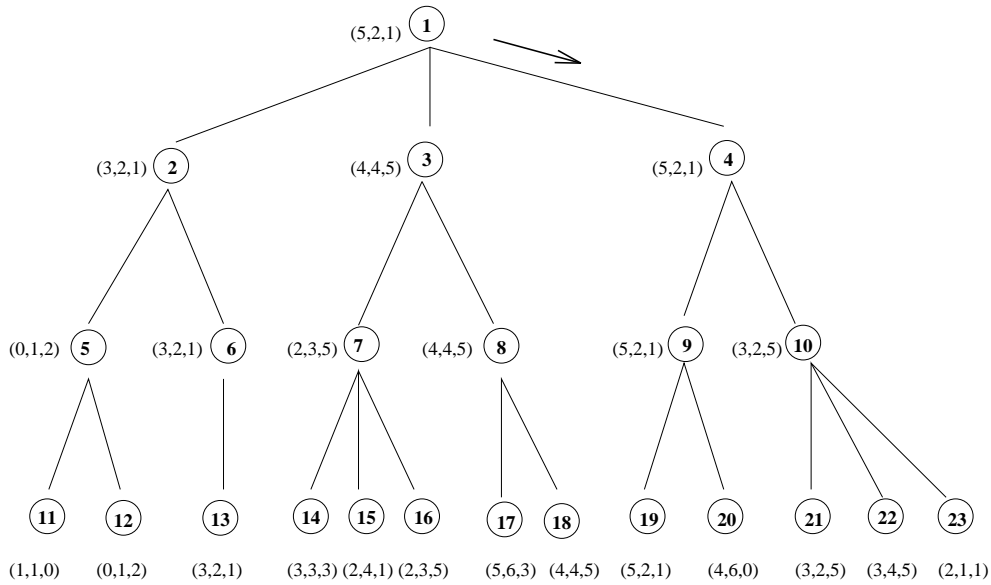 (5,2,1) 1
(3,2,1) 2 (4,4,5) 3 (5,2,1) 4
(0,1,2) 5 (3,2,1) 6 (2,3,5) 7 (4,4,5) 8 (5,2,1) 9 (3,2,5) 10
11 12 13 14 15 16 17 18 19 20 21 22 23
(1,1,0) (0,1,2) (3,2,1) (3,3,3) (2,4,1) (2,3,5) (5,6,3) (4,4,5) (5,2,1) (4,6,0) (3,2,5) (3,4,5) (2,1,1)